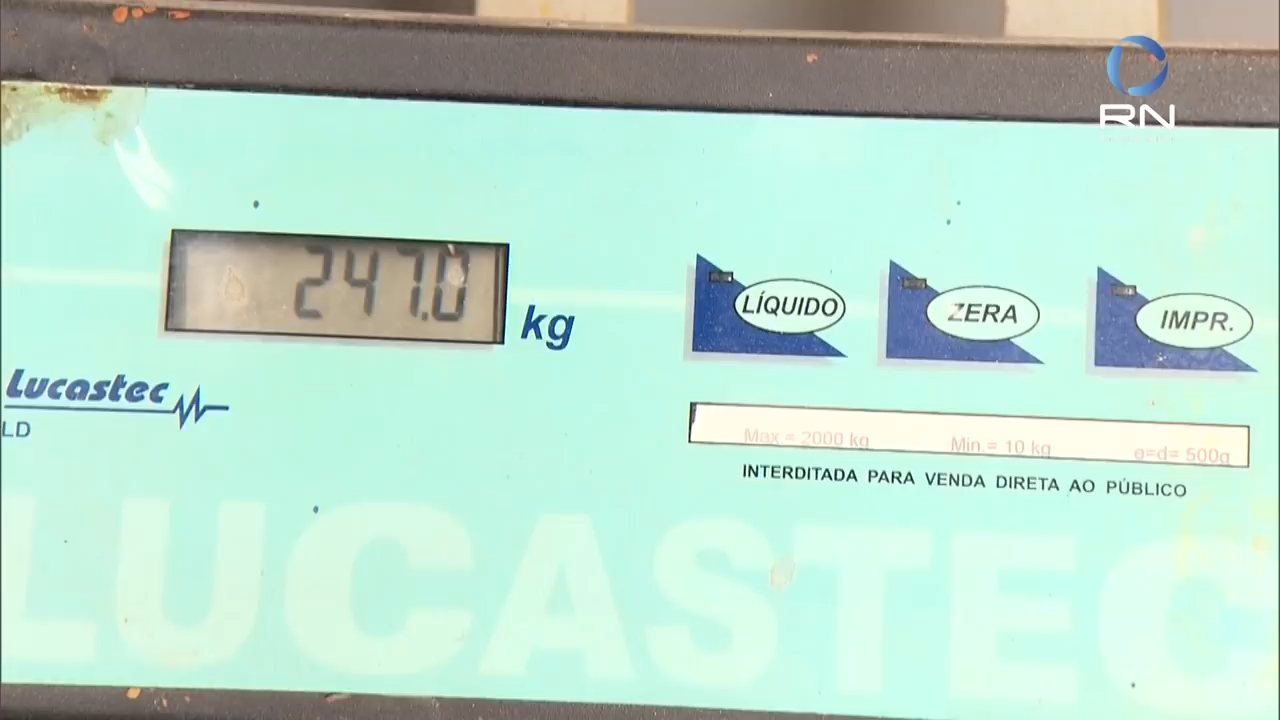 RN
247.0 kg
LÍQUIDO
ZERA
IMPR.
Lucastec
LD
Max = 2000 kg Min.= 10 kg e=d= 500g
INTERDITADA PARA VENDA DIRETA AO PÚBLICO
LUCASTEC